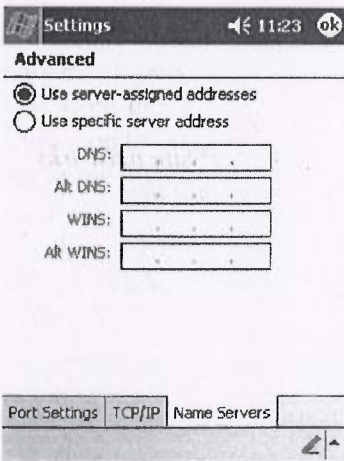 Settings 11:23 ok
Advanced
Use server-assigned addresses
Use specific server address
DNS:
Alt DNS:
WINS:
Alt WINS:
Port Settings TCP/IP Name Servers